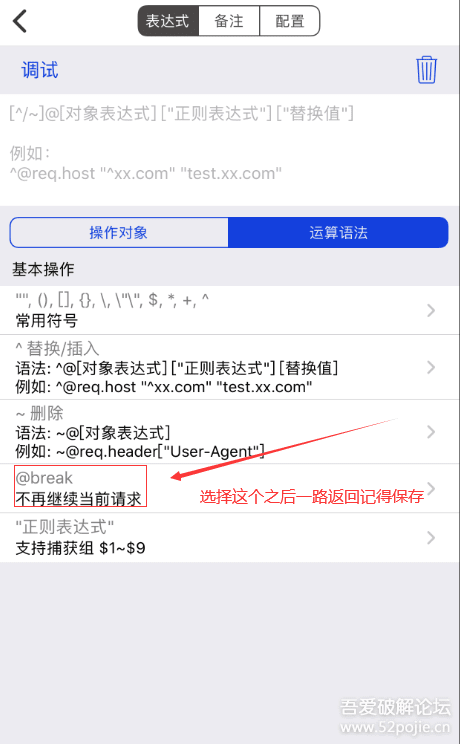 表达式 备注 配置
调试
[^/~]@[对象表达式] ["正则表达式"] ["替换值"]
例如：
^@req.host "^xx.com" "test.xx.com"
操作对象 运算语法
基本操作
"", (), [], {}, \, \"\", $, *, +, ^
常用符号
^ 替换/插入
语法: ^@[对象表达式] ["正则表达式"] [替换值]
例如: ^@req.host "^xx.com" "test.xx.com"
~ 删除
语法: ~@[对象表达式]
例如: ~@req.header["User-Agent"]
@break
不再继续当前请求
选择这个之后一路返回记得保存
"正则表达式"
支持捕获组 $1~$9
吾爱破解论坛
www.52pojie.cn